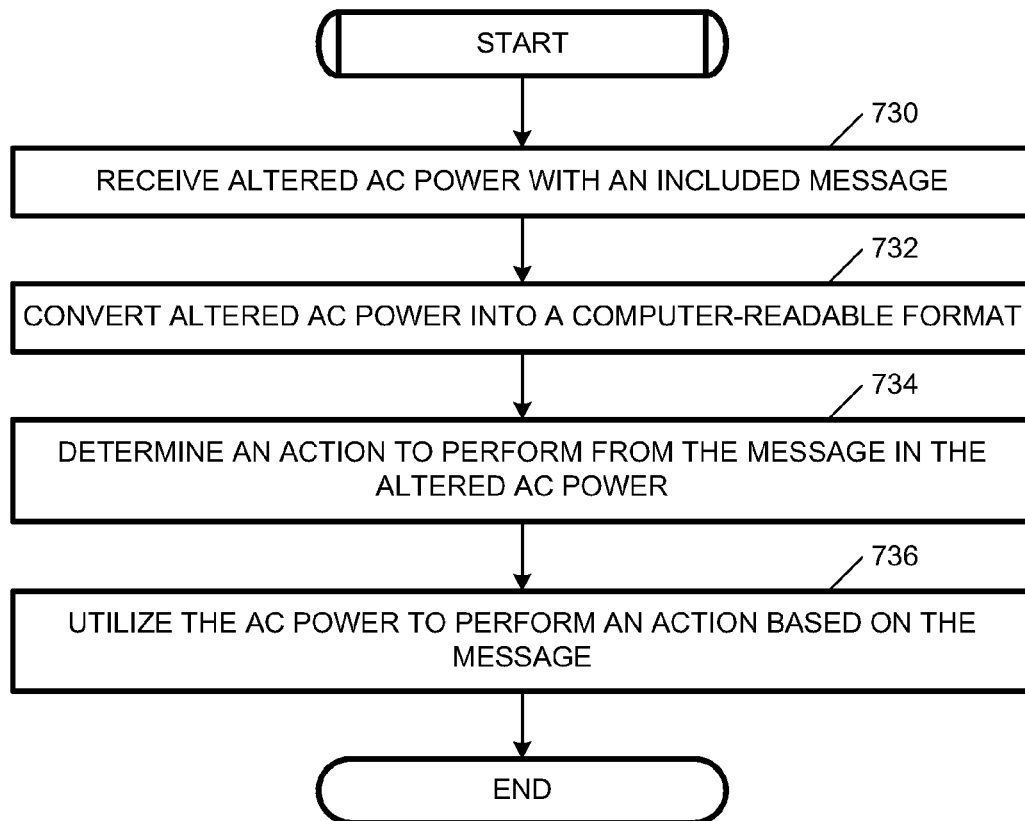 START
730
RECEIVE ALTERED AC POWER WITH AN INCLUDED MESSAGE
732
CONVERT ALTERED AC POWER INTO A COMPUTER-READABLE FORMAT
734
DETERMINE AN ACTION TO PERFORM FROM THE MESSAGE IN THE
ALTERED AC POWER
736
UTILIZE THE AC POWER TO PERFORM AN ACTION BASED ON THE
MESSAGE
END